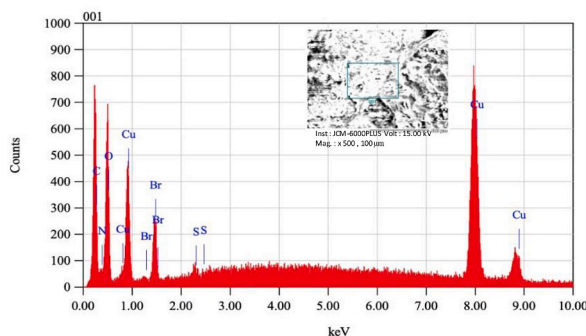 001
1000
900
800
700
600
500
400
300
200
100
0
Counts
C
N
O
Cu
Cu
Br
Br
Br
S
S
Cu
Cu
Inst : JCM-6000PLUS Volt : 15.00 kV
Mag. : x 500 , 100 μm
0.00
1.00
2.00
3.00
4.00
5.00
6.00
7.00
8.00
9.00
10.00
keV